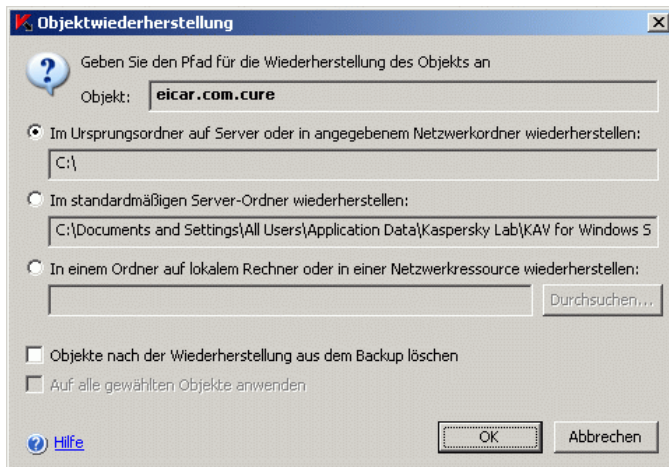 Objektwiederherstellung
Geben Sie den Pfad für die Wiederherstellung des Objekts an
Objekt: eicar.com.cure
Im Ursprungsordner auf Server oder in angegebenem Netzwerkordner wiederherstellen:
C:\
Im standardmäßigen Server-Ordner wiederherstellen:
C:\Documents and Settings\All Users\Application Data\Kaspersky Lab\KAV for Windows S
In einem Ordner auf lokalem Rechner oder in einer Netzwerkressource wiederherstellen:
Durchsuchen...
Objekte nach der Wiederherstellung aus dem Backup löschen
Auf alle gewählten Objekte anwenden
Hilfe
OK
Abbrechen